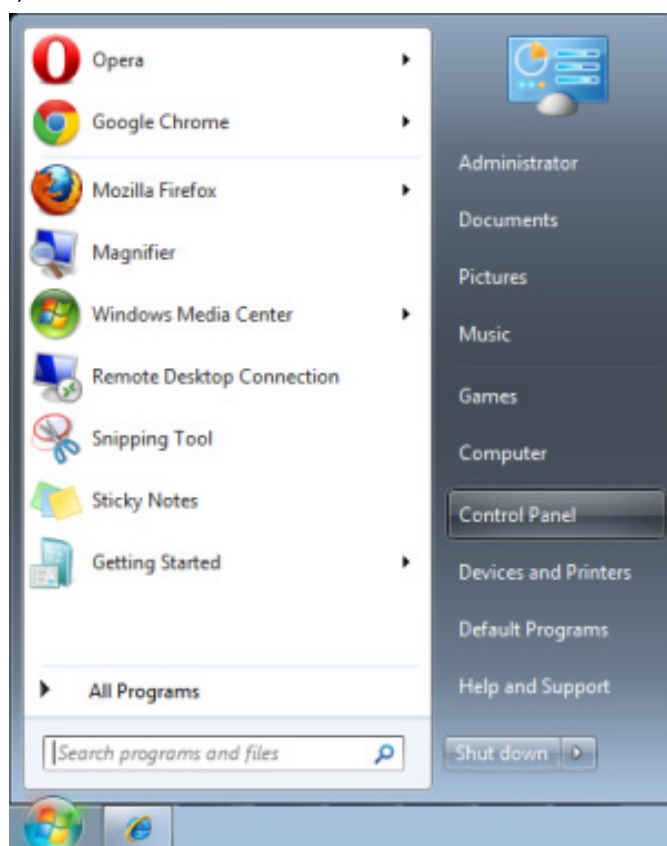 Opera
Google Chrome
Mozilla Firefox
Magnifier
Windows Media Center
Remote Desktop Connection
Snipping Tool
Sticky Notes
Getting Started
All Programs
Search programs and files
Administrator
Documents
Pictures
Music
Games
Computer
Control Panel
Devices and Printers
Default Programs
Help and Support
Shut down